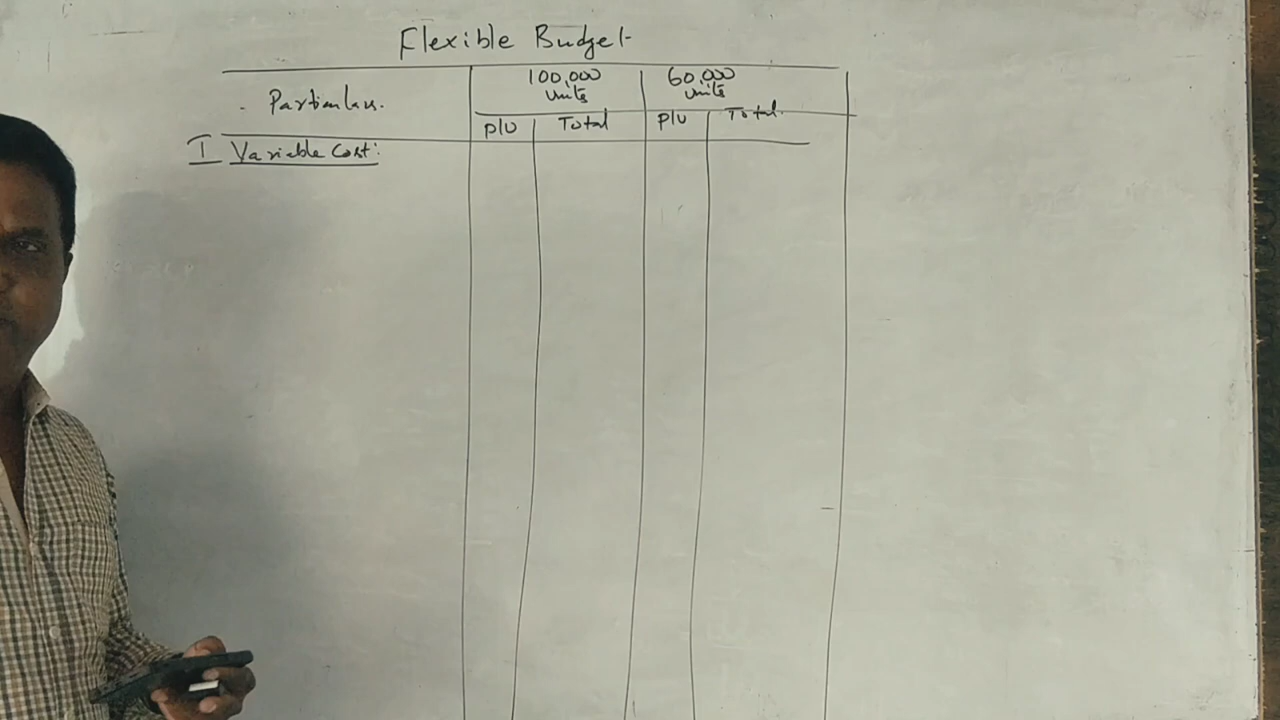 Flexible Budget
Particulars. 100,000 units 60,000 units
P/U Total P/U Total.
I Variable Cost: